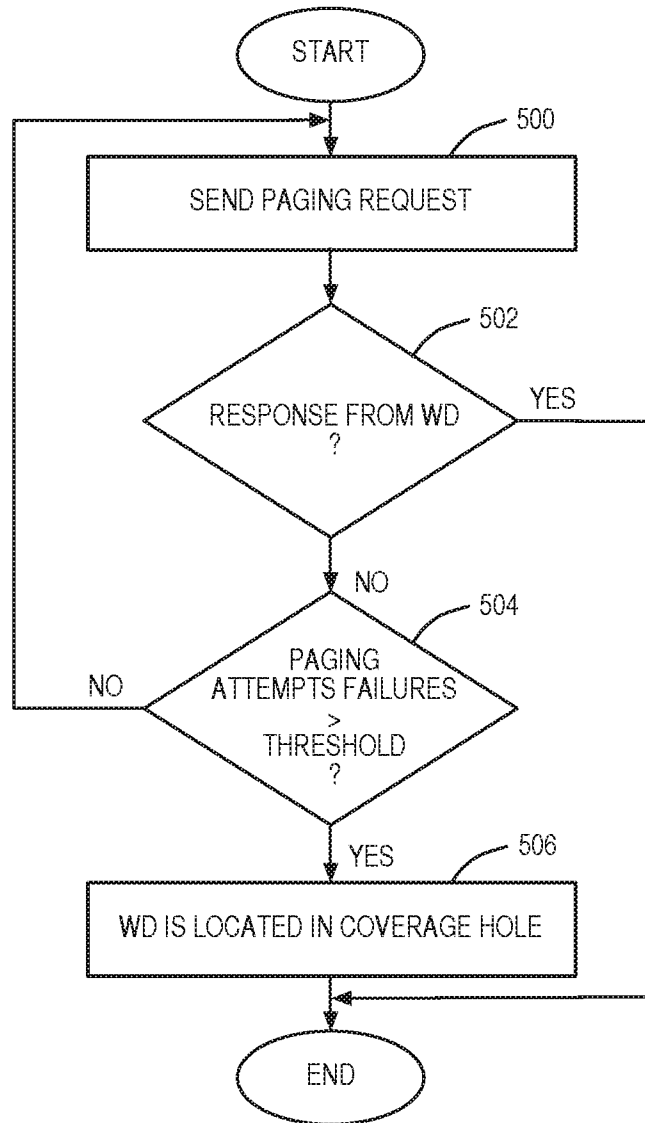 START
500
SEND PAGING REQUEST
502
RESPONSE FROM WD
?
YES
NO
504
PAGING
ATTEMPTS FAILURES
>
THRESHOLD
?
NO
YES
506
WD IS LOCATED IN COVERAGE HOLE
END